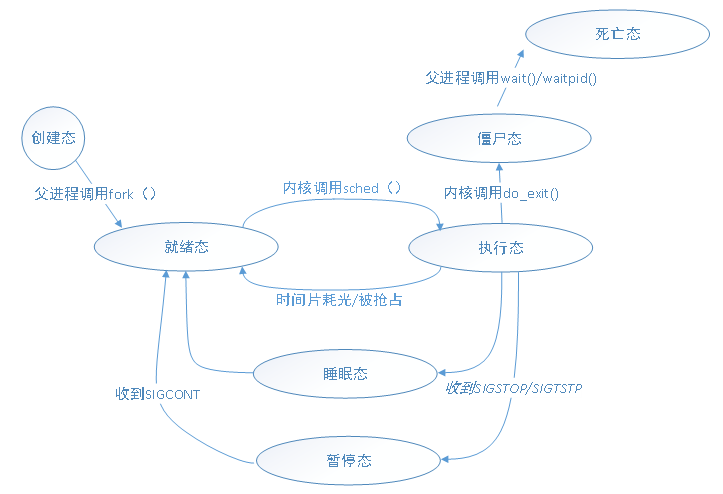 死亡态
父进程调用wait()/waitpid()
创建态
僵尸态
父进程调用fork（）
内核调用sched（）
内核调用do_exit()
就绪态
执行态
时间片耗光/被抢占
睡眠态
收到SIGCONT
收到SIGSTOP/SIGTSTP
暂停态